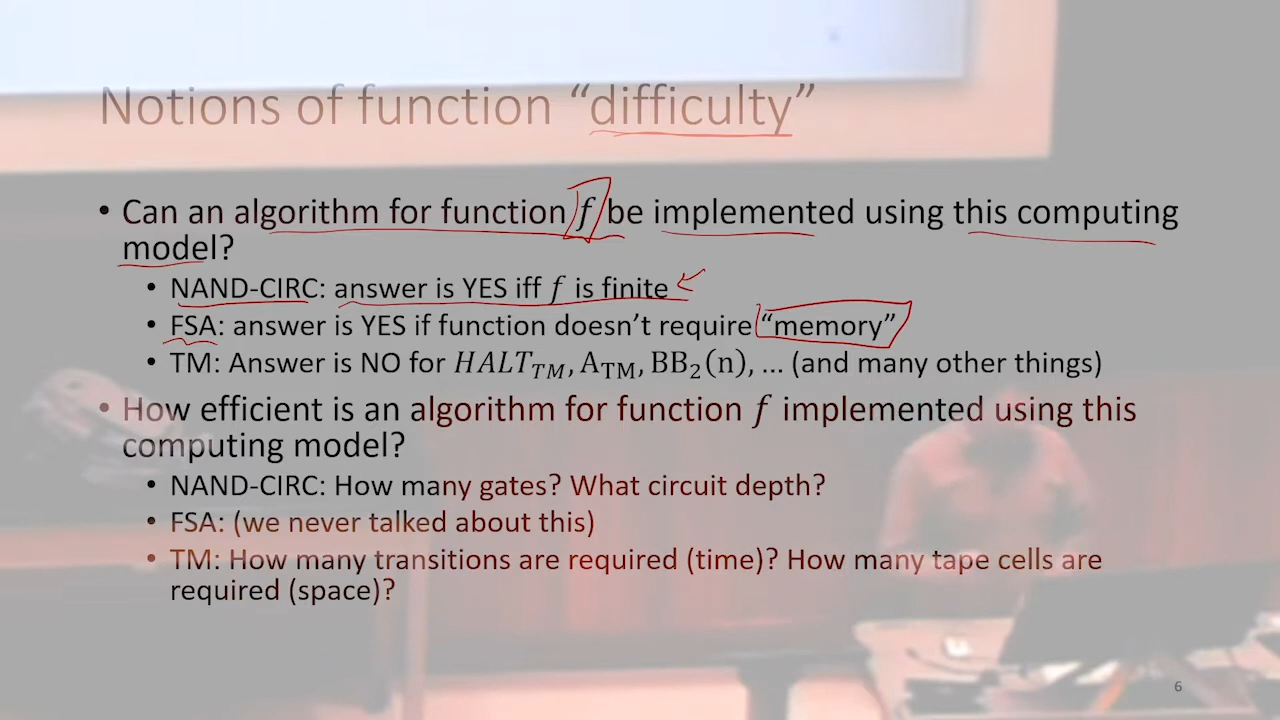 Notions of function “difficulty”
• Can an algorithm for function f be implemented using this computing
model?
• NAND-CIRC: answer is YES iff f is finite
• FSA: answer is YES if function doesn’t require “memory”
• TM: Answer is NO for HALT_TM, A_TM, BB_2(n), ... (and many other things)
• How efficient is an algorithm for function f implemented using this
computing model?
• NAND-CIRC: How many gates? What circuit depth?
• FSA: (we never talked about this)
• TM: How many transitions are required (time)? How many tape cells are
required (space)?
6